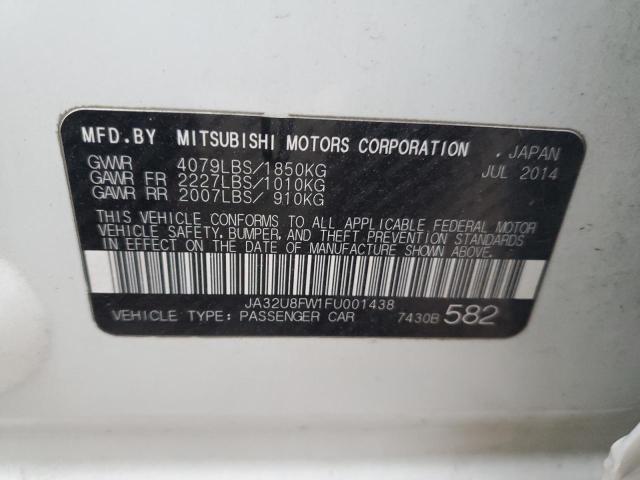 MFD.BY MITSUBISHI MOTORS CORPORATION, JAPAN
GVWR 4079LBS/1850KG JUL 2014
GAWR FR 2227LBS/1010KG
GAWR RR 2007LBS/ 910KG
THIS VEHICLE CONFORMS TO ALL APPLICABLE FEDERAL MOTOR
VEHICLE SAFETY, BUMPER, AND THEFT PREVENTION STANDARDS
IN EFFECT ON THE DATE OF MANUFACTURE SHOWN ABOVE.
JA32U8FW1FU001438
VEHICLE TYPE: PASSENGER CAR 7430B 582